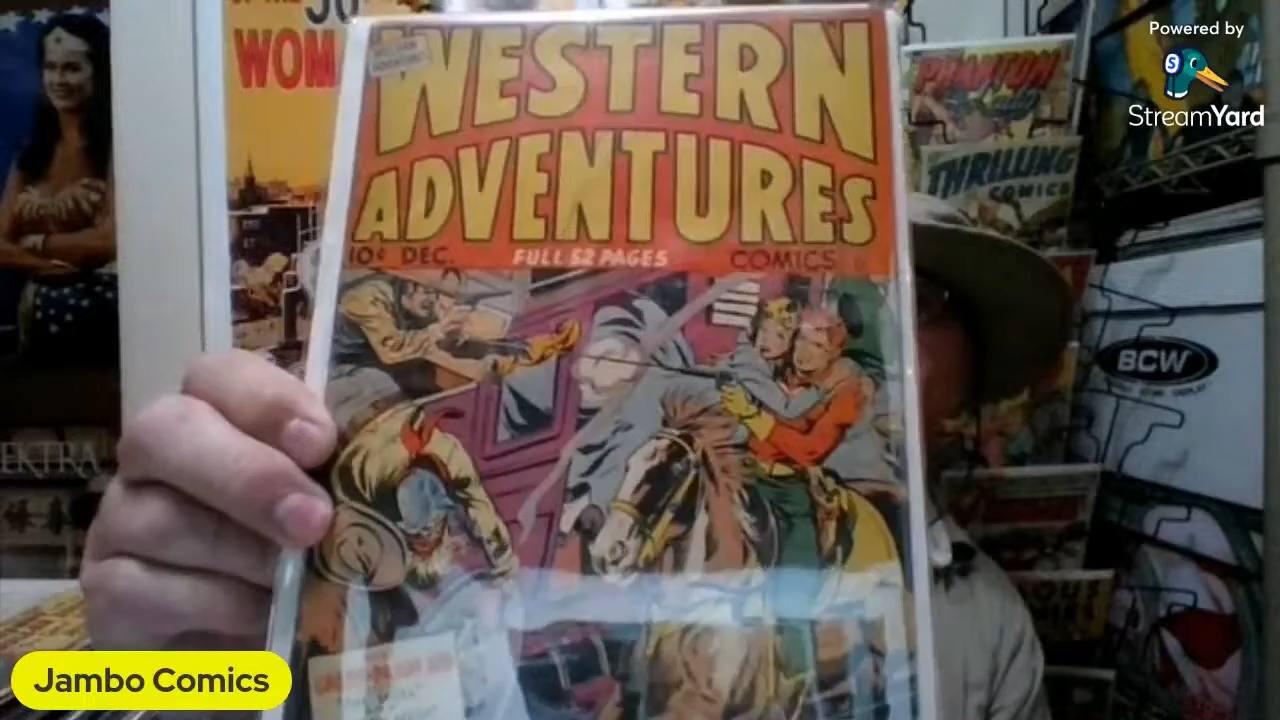 WOM
WESTERN
ADVENTURES
10¢ DEC.
FULL 52 PAGES
COMICS
Powered by
S
StreamYard
PHANTOM
Lady
THRILLING
COMICS
BCW
EKTRA
Jambo Comics